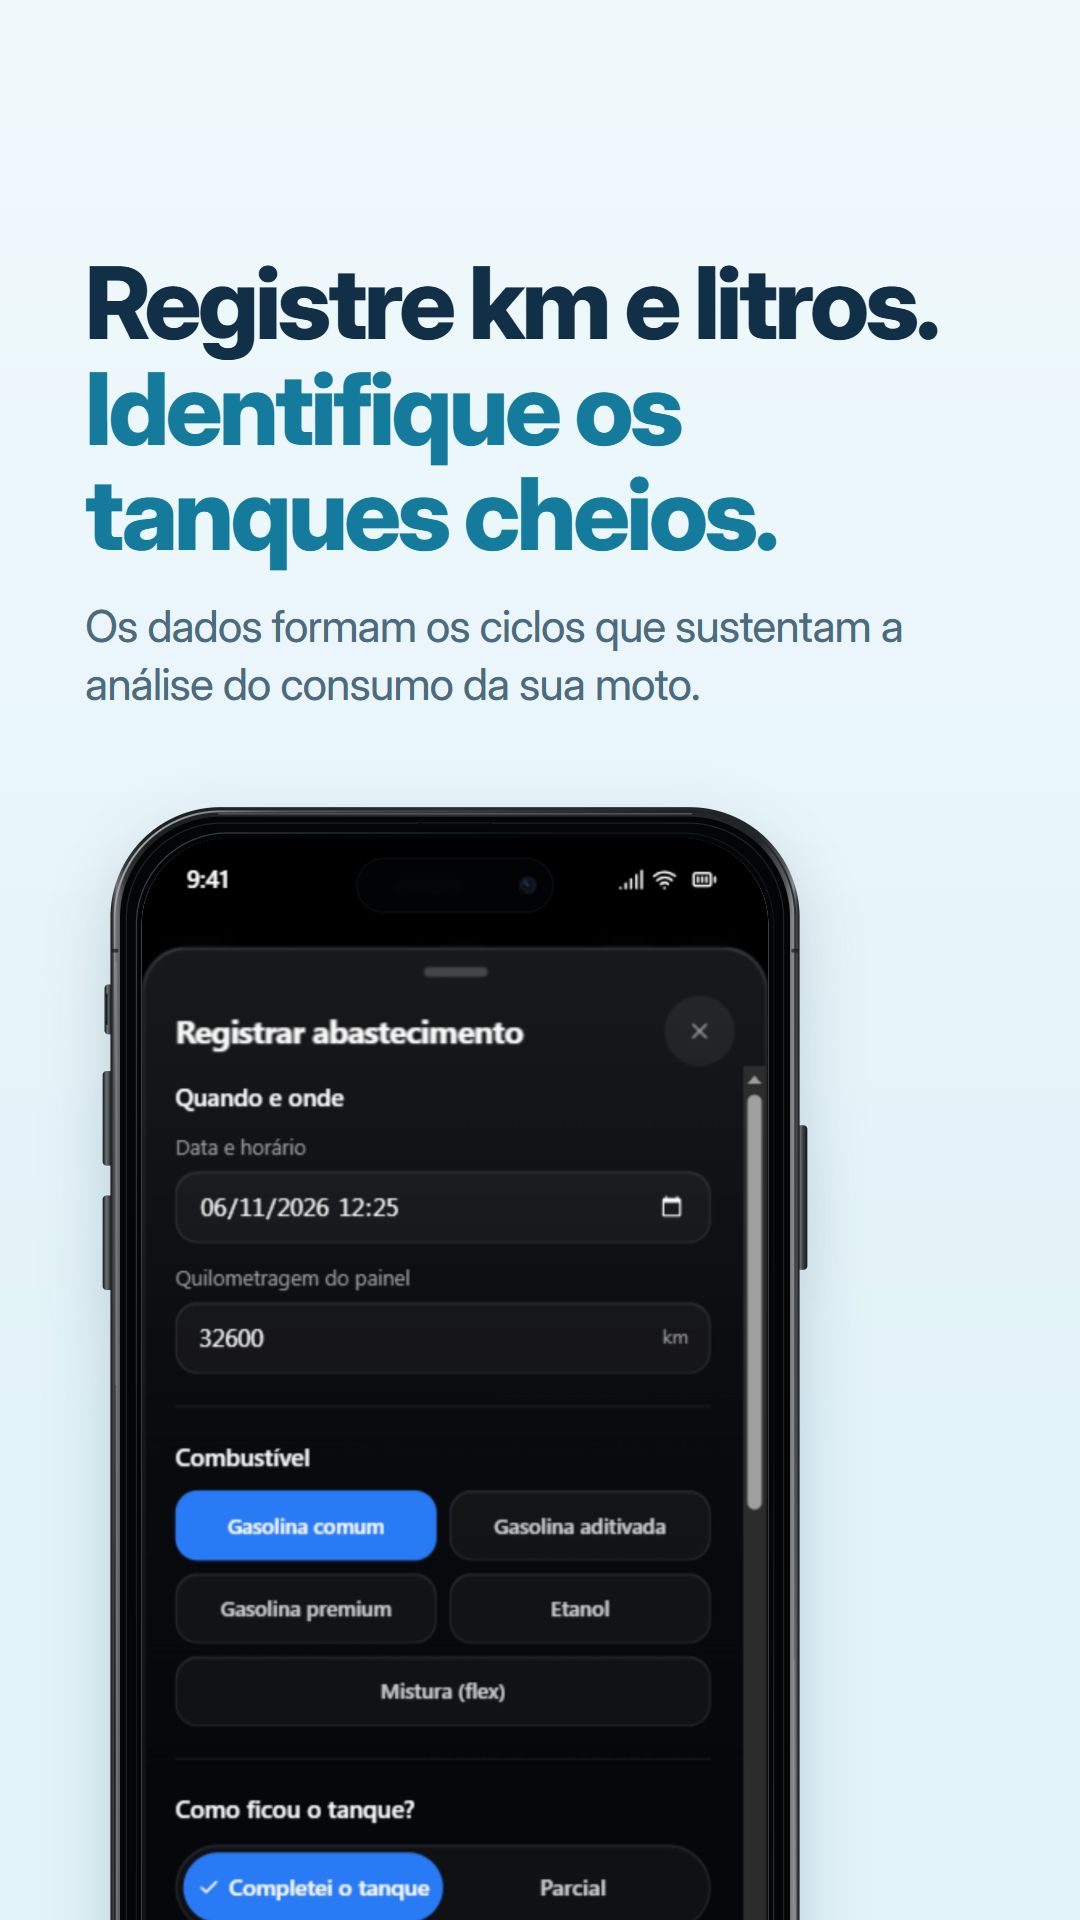 Registre km e litros.
Identifique os
tanques cheios.
Os dados formam os ciclos que sustentam a
análise do consumo da sua moto.
9:41
Registrar abastecimento
Quando e onde
Data e horário
06/11/2026 12:25
Quilometragem do painel
32600 km
Combustível
Gasolina comum Gasolina aditivada
Gasolina premium Etanol
Mistura (flex)
Como ficou o tanque?
Completei o tanque Parcial